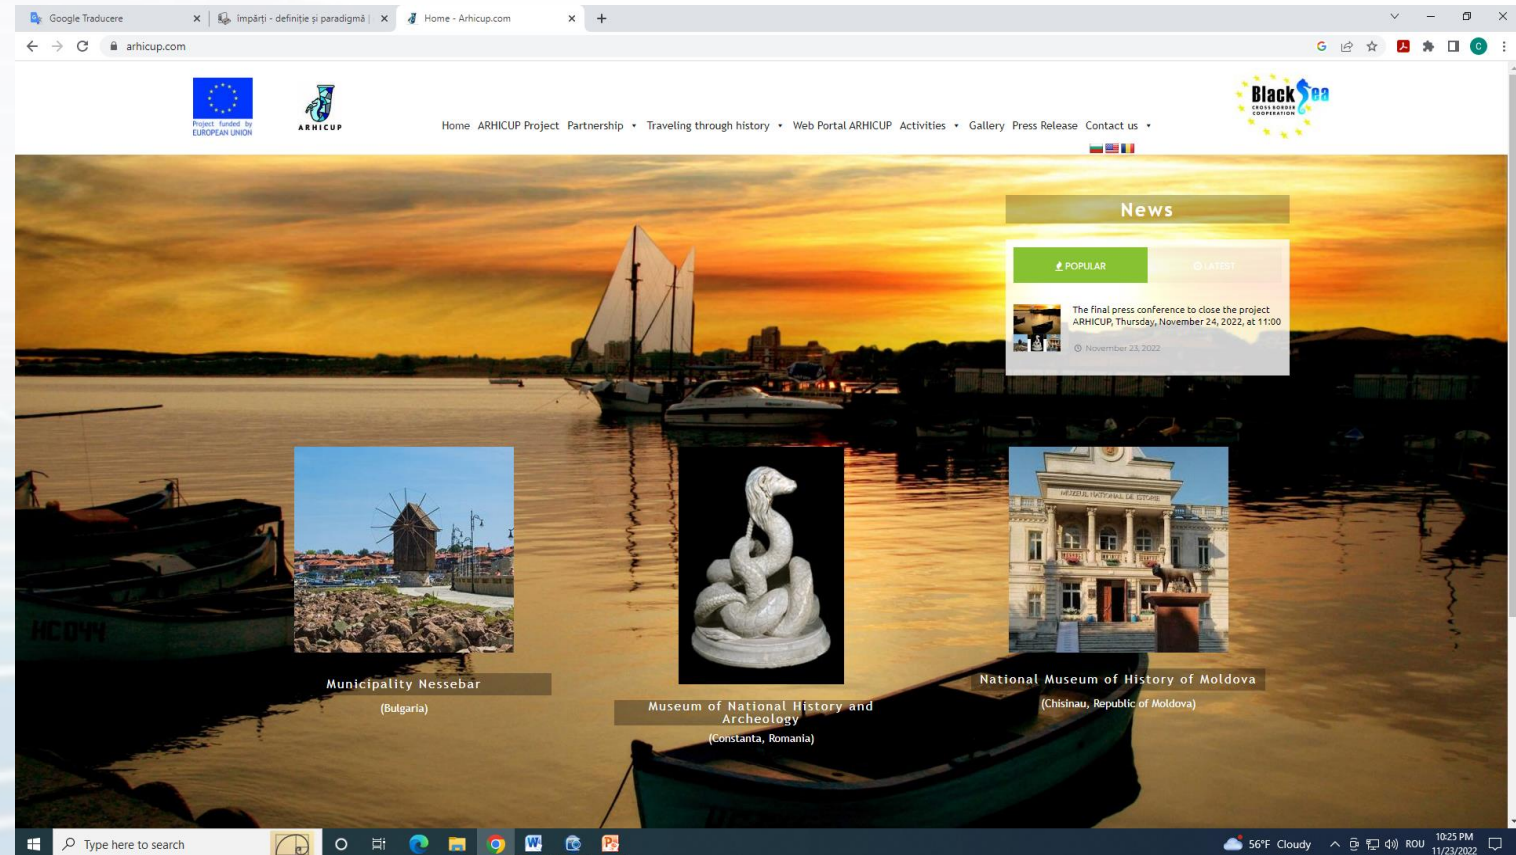 Google Traducere
împărți - definiție și paradigmă |
Home - Arhicup.com
arhicup.com
C
Project funded by
EUROPEAN UNION
ARHICUP
Home ARHICUP Project Partnership Traveling through history Web Portal ARHICUP Activities Gallery Press Release Contact us
Black Sea
CROSS BORDER
COOPERATION
News
POPULAR
LATEST
The final press conference to close the project
ARHICUP, Thursday, November 24, 2022, at 11:00
November 23, 2022
MUZEUL NATIONAL DE ISTORIE
HC 044
Municipality Nessebar
(Bulgaria)
Museum of National History and
Archeology
(Constanta, Romania)
National Museum of History of Moldova
(Chisinau, Republic of Moldova)
Type here to search
56°F Cloudy
ROU
10:25 PM
11/23/2022